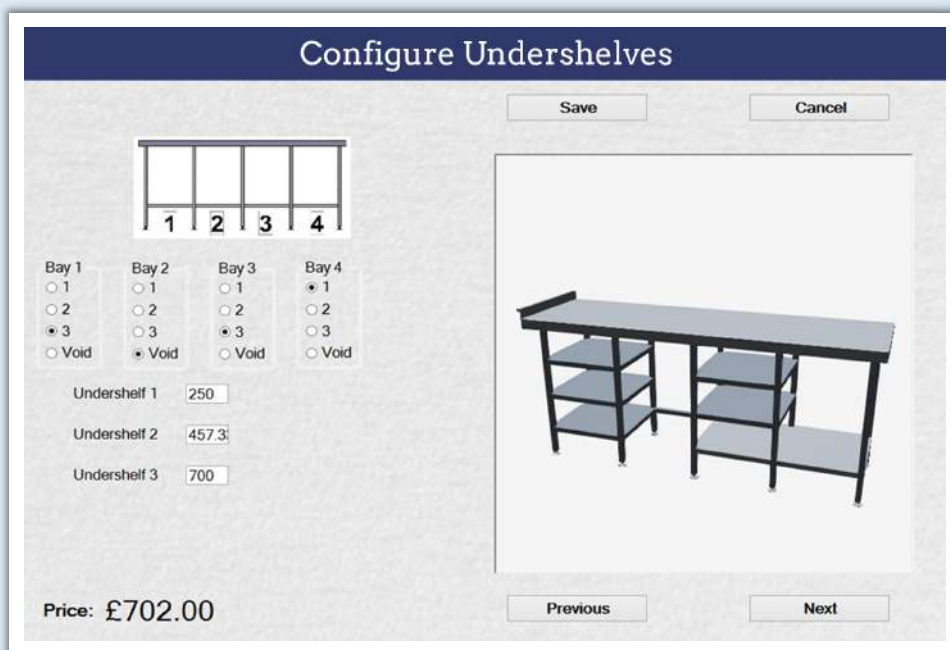 Configure Undershelves
Save
Cancel
1 2 3 4
Bay 1
1
2
3
Void
Bay 2
1
2
3
Void
Bay 3
1
2
3
Void
Bay 4
1
2
3
Void
Undershelf 1 250
Undershelf 2
Undershelf 3 700
Price: £702.00
Previous
Next